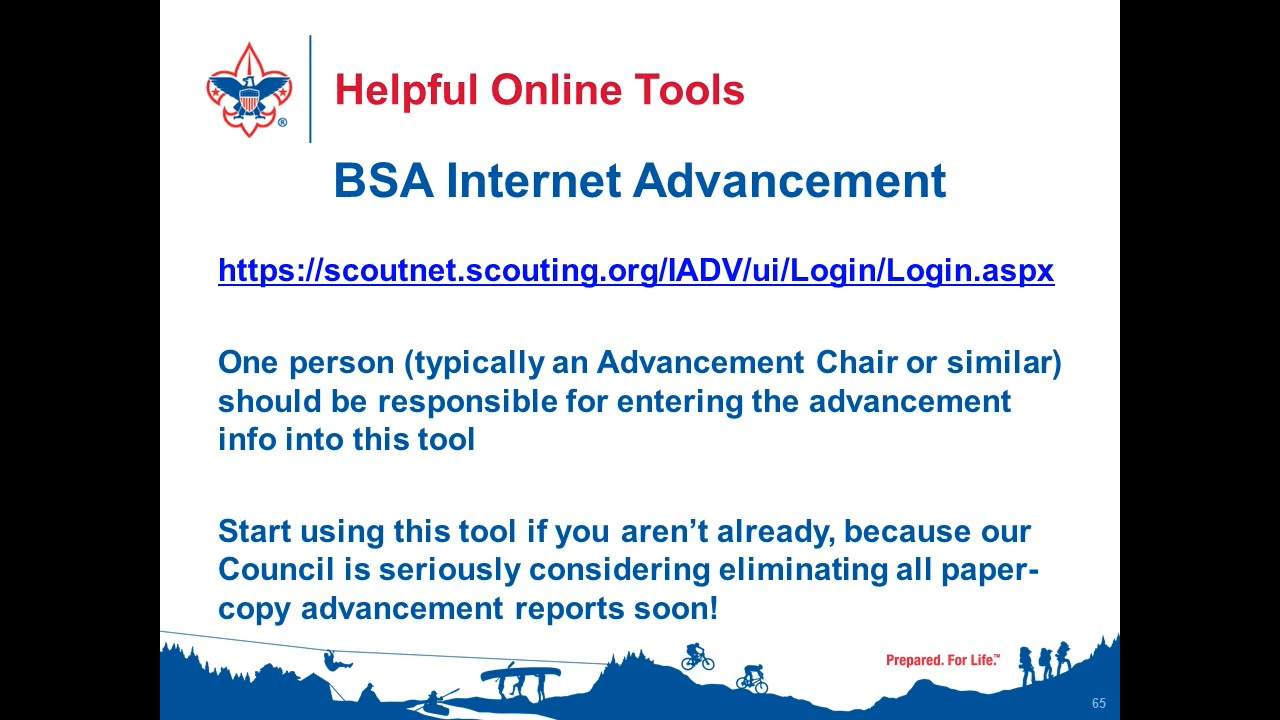 Helpful Online Tools
BSA Internet Advancement
https://scoutnet.scouting.org/IADV/ui/Login/Login.aspx
One person (typically an Advancement Chair or similar)
should be responsible for entering the advancement
info into this tool
Start using this tool if you aren’t already, because our
Council is seriously considering eliminating all paper-
copy advancement reports soon!
Prepared. For Life.™
65
®